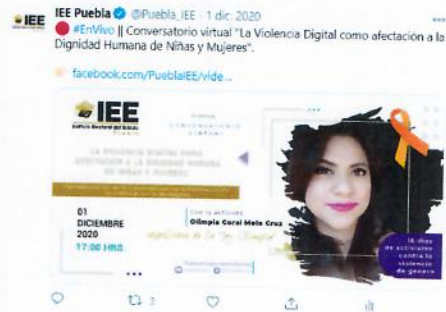 IEE Puebla @Puebla_IEE · 1 dic. 2020
#EnVivo || Conversatorio virtual "La Violencia Digital como afectación a la
Dignidad Humana de Niñas y Mujeres".
facebook.com/PueblaIEE/vide...
IEE
Instituto Electoral del Estado
CONVERSATORIO
VIRTUAL
LA VIOLENCIA DIGITAL COMO
AFECTACIÓN A LA DIGNIDAD HUMANA
DE NIÑAS Y MUJERES
01
DICIEMBRE
2020
17:00 HRS
Olimpia Coral Melo Cruz
16 días
de activismo
contra la
violencia
de género
3